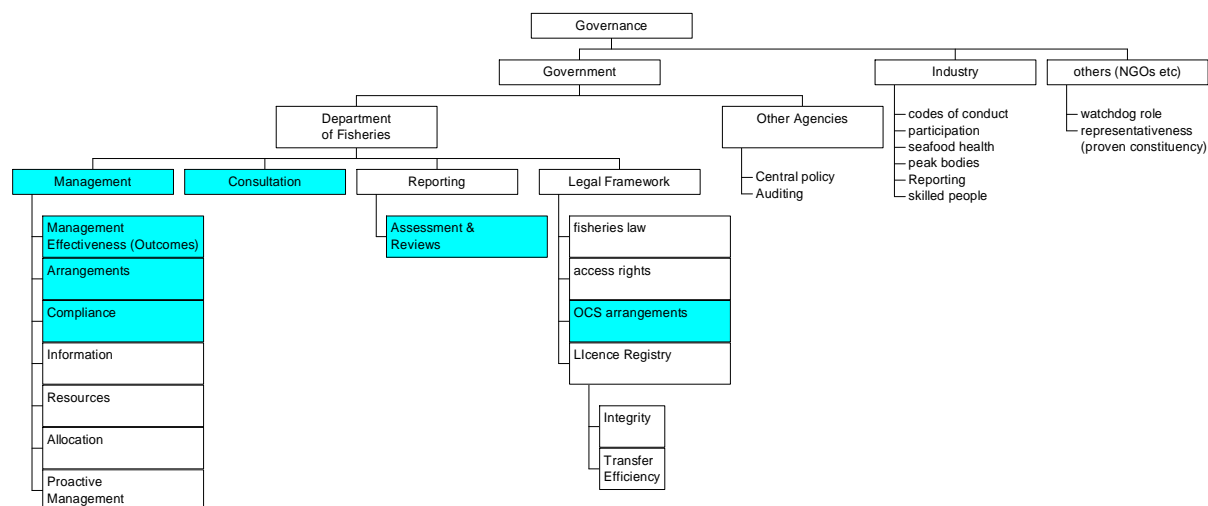 Governance
Government
Industry
others (NGOs etc)
Department
of Fisheries
Other Agencies
codes of conduct
participation
seafood health
peak bodies
Reporting
skilled people
watchdog role
representativeness
(proven constituency)
Management
Consultation
Reporting
Legal Framework
Central policy
Auditing
Management
Effectiveness (Outcomes)
Arrangements
Compliance
Information
Resources
Allocation
Proactive
Management
Assessment &
Reviews
fisheries law
access rights
OCS arrangements
LIcence Registry
Integrity
Transfer
Efficiency